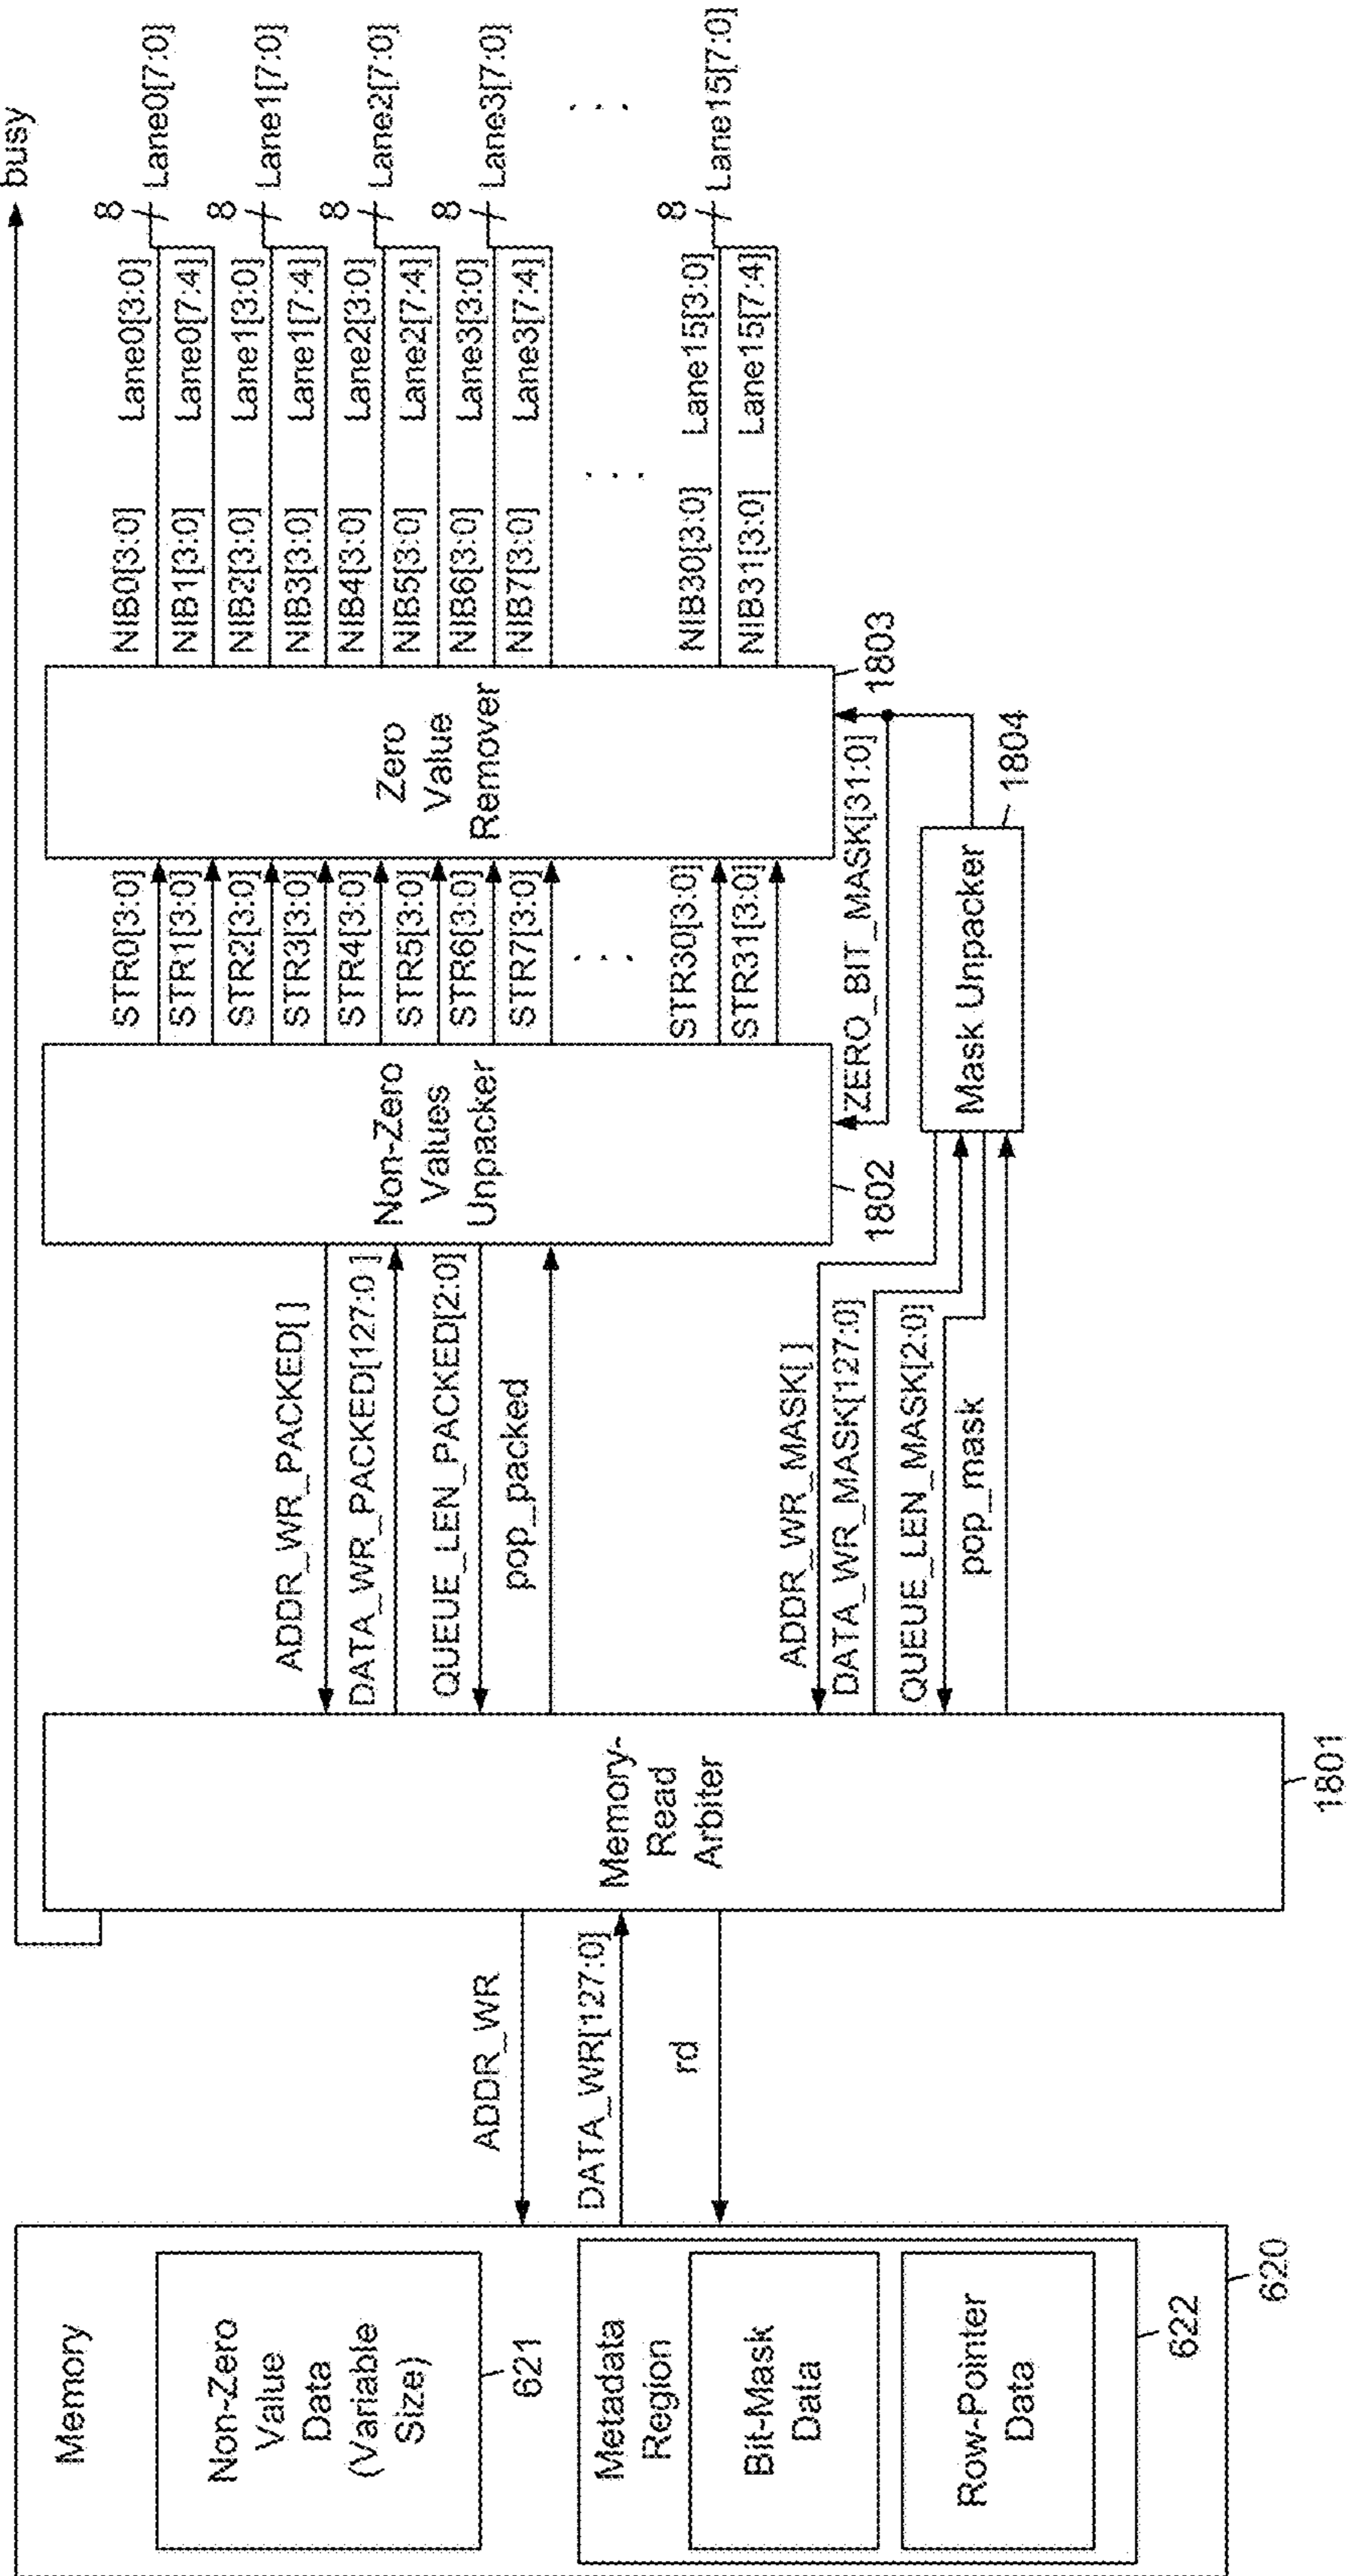 busy
Memory
Non-Zero
Value
Data
(Variable
Size)
621
Metadata
Region
Bit-Mask
Data
Row-Pointer
Data
622
620
ADDR_WR
DATA_WR[127:0]
rd
Memory-
Read
Arbiter
1801
ADDR_WR_PACKED[ ]
DATA_WR_PACKED[127:0 ]
QUEUE_LEN_PACKED[2:0]
pop_packed
ADDR_WR_MASK[ ]
DATA_WR_MASK[127:0]
QUEUE_LEN_MASK[2:0]
pop_mask
Non-Zero
Values
Unpacker
1802
STR0[3:0]
STR1[3:0]
STR2[3:0]
STR3[3:0]
STR4[3:0]
STR5[3:0]
STR6[3:0]
STR7[3:0]
. . .
STR30[3:0]
STR31[3:0]
ZERO_BIT_MASK[31:0]
Mask Unpacker
1804
Zero
Value
Remover
1803
NIB0[3:0] Lane0[3:0]
NIB1[3:0] Lane0[7:4]
NIB2[3:0] Lane1[3:0]
NIB3[3:0] Lane1[7:4]
NIB4[3:0] Lane2[3:0]
NIB5[3:0] Lane2[7:4]
NIB6[3:0] Lane3[3:0]
NIB7[3:0] Lane3[7:4]
. . .
NIB30[3:0] Lane15[3:0]
NIB31[3:0] Lane15[7:4]
8 Lane0[7:0]
8 Lane1[7:0]
8 Lane2[7:0]
8 Lane3[7:0]
. . .
8 Lane15[7:0]